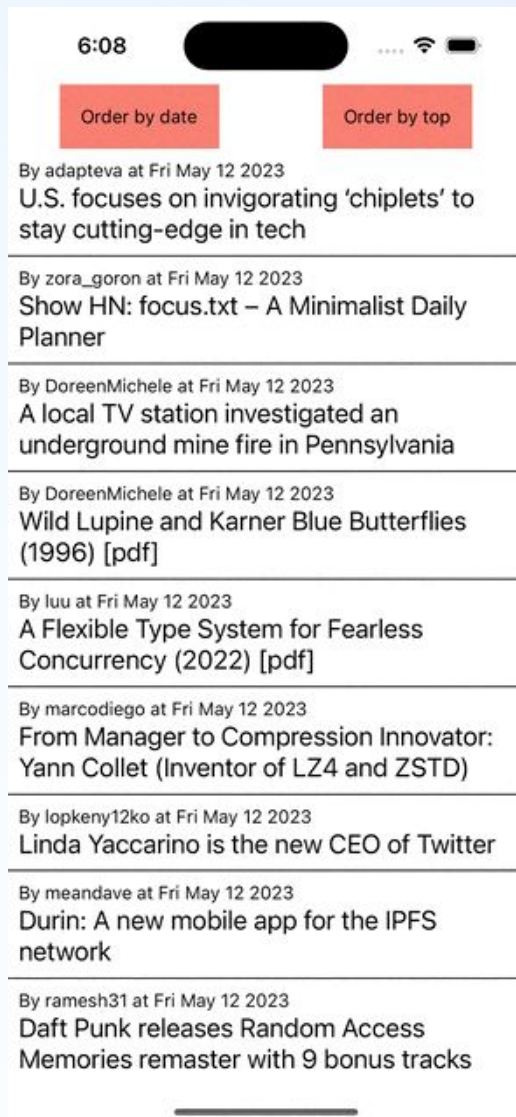 6:08
Order by date
Order by top
By adapteva at Fri May 12 2023
U.S. focuses on invigorating ‘chiplets’ to
stay cutting-edge in tech
By zora_goron at Fri May 12 2023
Show HN: focus.txt – A Minimalist Daily
Planner
By DoreenMichele at Fri May 12 2023
A local TV station investigated an
underground mine fire in Pennsylvania
By DoreenMichele at Fri May 12 2023
Wild Lupine and Karner Blue Butterflies
(1996) [pdf]
By luu at Fri May 12 2023
A Flexible Type System for Fearless
Concurrency (2022) [pdf]
By marcodiego at Fri May 12 2023
From Manager to Compression Innovator:
Yann Collet (Inventor of LZ4 and ZSTD)
By lopkeny12ko at Fri May 12 2023
Linda Yaccarino is the new CEO of Twitter
By meandave at Fri May 12 2023
Durin: A new mobile app for the IPFS
network
By ramesh31 at Fri May 12 2023
Daft Punk releases Random Access
Memories remaster with 9 bonus tracks